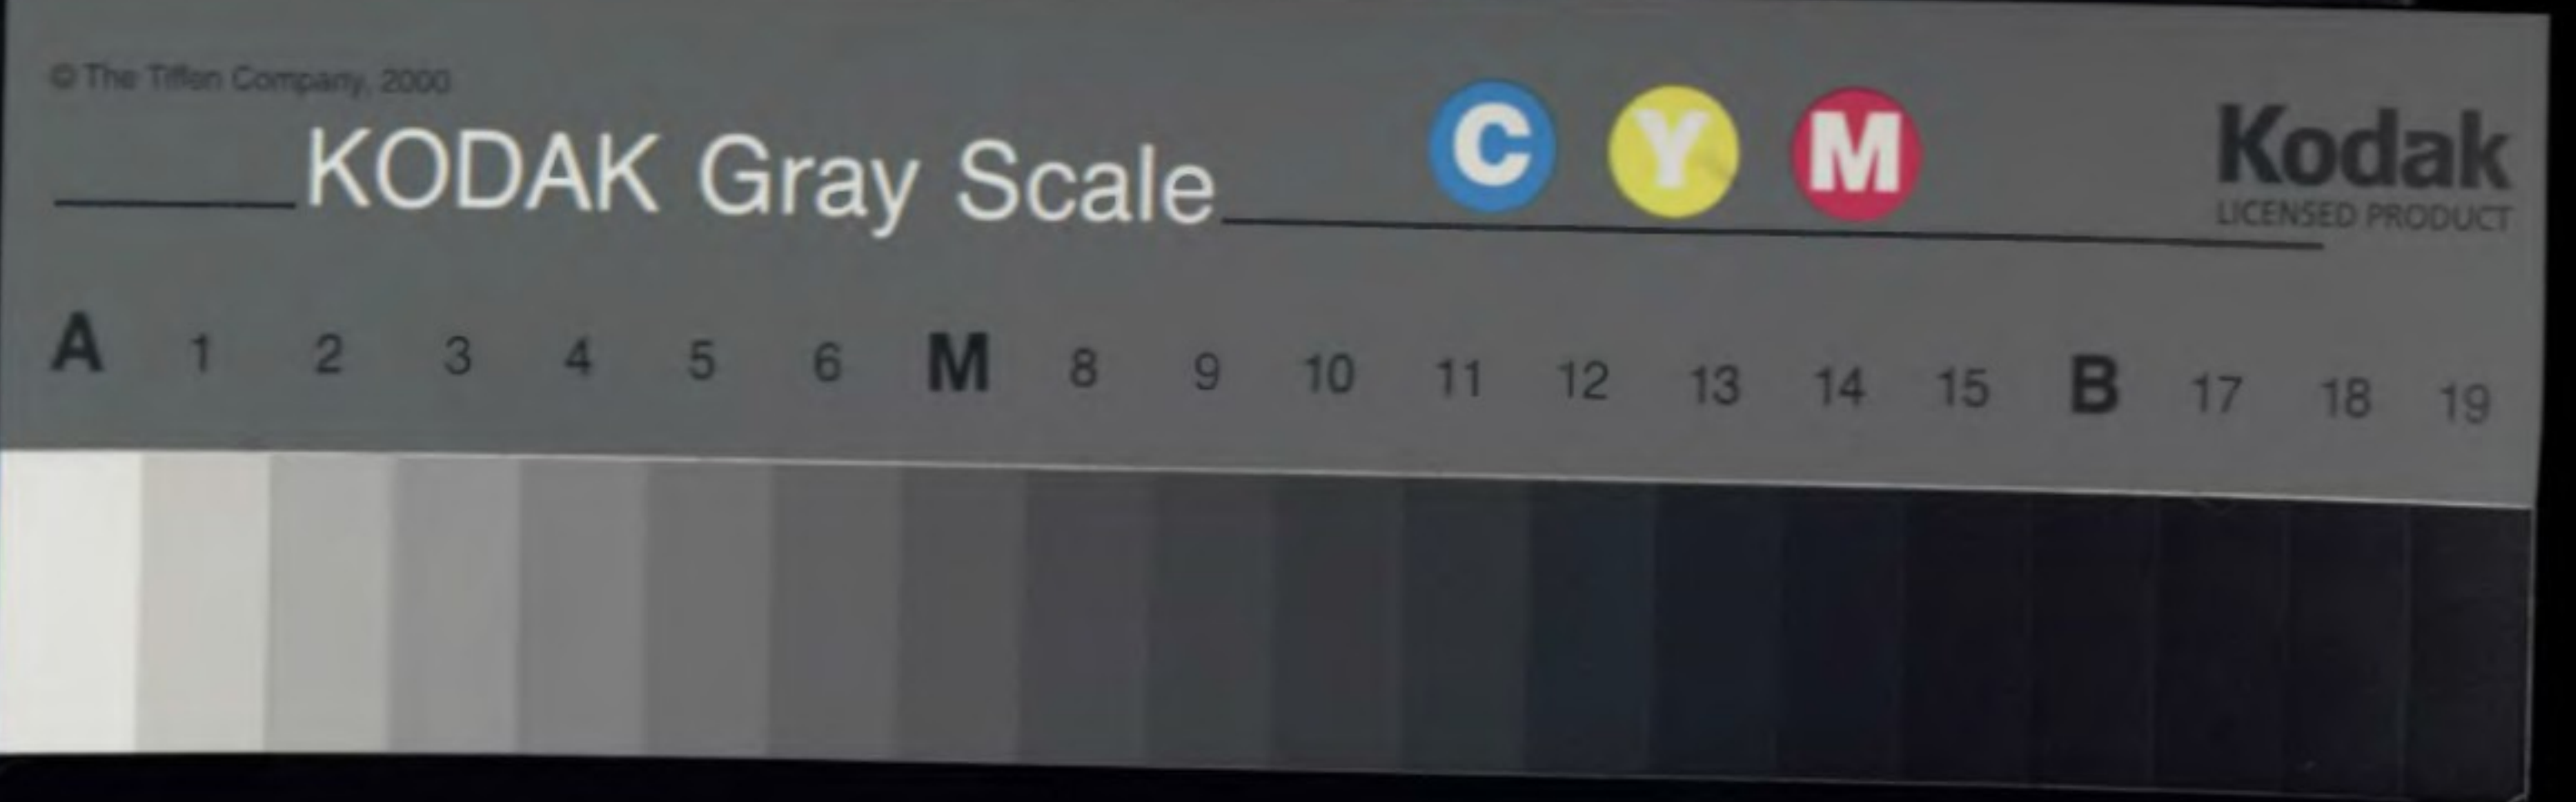 © The Tiffen Company, 2000
KODAK Gray Scale
C Y M
Kodak
LICENSED PRODUCT
A 1 2 3 4 5 6 M 8 9 10 11 12 13 14 15 B 17 18 19